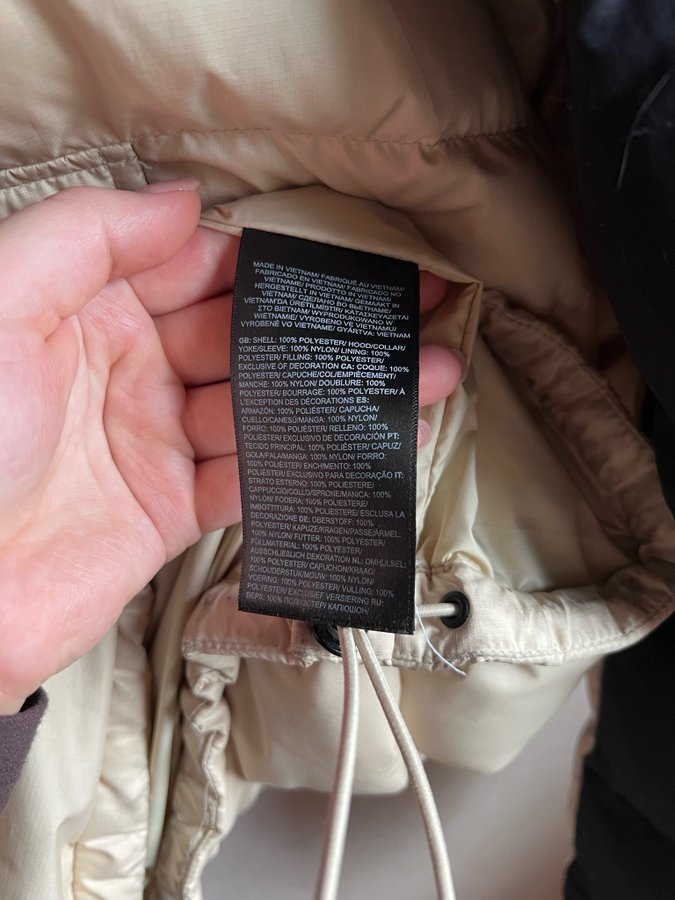 MADE IN VIETNAM/ FABRIQUÉ AU VIETNAM/
FABRICADO EN VIETNAM/ FABRICADO NO
VIETNAME/ PRODOTTO IN VIETNAM/
HERGESTELLT IN VIETNAM/ GEMAAKT IN
VIETNAM/ СДЕЛАНО ВО ВЬЕТНАМЕ/
VIETNAM'DA ÜRETİLMİŞTİR/ ΚΑΤΑΣΚΕΥΑΖΕΤΑΙ
ΣΤΟ ΒΙΕΤΝΑΜ/ WYPRODUKOWANO W
WIETNAMIE/ VYROBENO VE VIETNAMU/
VYROBENÉ VO VIETNAME/ GYÁRTVA: VIETNAM
GB: SHELL: 100% POLYESTER/ HOOD/COLLAR/
YOKE/SLEEVE: 100% NYLON/ LINING: 100%
POLYESTER/ FILLING: 100% POLYESTER/
EXCLUSIVE OF DECORATION CA: COQUE: 100%
POLYESTER/ CAPUCHE/COL/EMPIÈCEMENT/
MANCHE: 100% NYLON/ DOUBLURE: 100%
POLYESTER/ BOURRAGE: 100% POLYESTER/ À
L'EXCEPTION DES DÉCORATIONS ES:
ARMAZÓN: 100% POLIÉSTER/ CAPUCHA/
CUELLO/CANESÚ/MANGA: 100% NYLON/
FORRO: 100% POLIÉSTER/ RELLENO: 100%
POLIÉSTER/ EXCLUSIVO DE DECORACIÓN PT:
TECIDO PRINCIPAL: 100% POLIÉSTER/ CAPUZ/
GOLA/PALA/MANGA: 100% NYLON/ FORRO:
100% POLIÉSTER/ ENCHIMENTO: 100%
POLIÉSTER/ EXCLUSIVO PARA DECORAÇÃO IT:
STRATO ESTERNO: 100% POLIESTERE/
CAPPUCCIO/COLLO/SPRONE/MANICA: 100%
NYLON/ FODERA: 100% POLIESTERE/
IMBOTTITURA: 100% POLIESTERE/ ESCLUSA LA
DECORAZIONE DE: OBERSTOFF: 100%
POLYESTER/ KAPUZE/KRAGEN/PASSE/ÄRMEL:
100% NYLON/ FUTTER: 100% POLYESTER/
FÜLLMATERIAL: 100% POLYESTER/
AUSSCHLIESSLICH DEKORATION NL: OMHULSEL:
100% POLYESTER/ CAPUCHON/KRAAG/
SCHOUDERSTUK/MOUW: 100% NYLON/
VOERING: 100% POLYESTER/ VULLING: 100%
POLYESTER/ EXCLUSIEF VERSIERING RU:
ВЕРХ: 100% ПОЛИЭСТЕР/ КАПЮШОН/